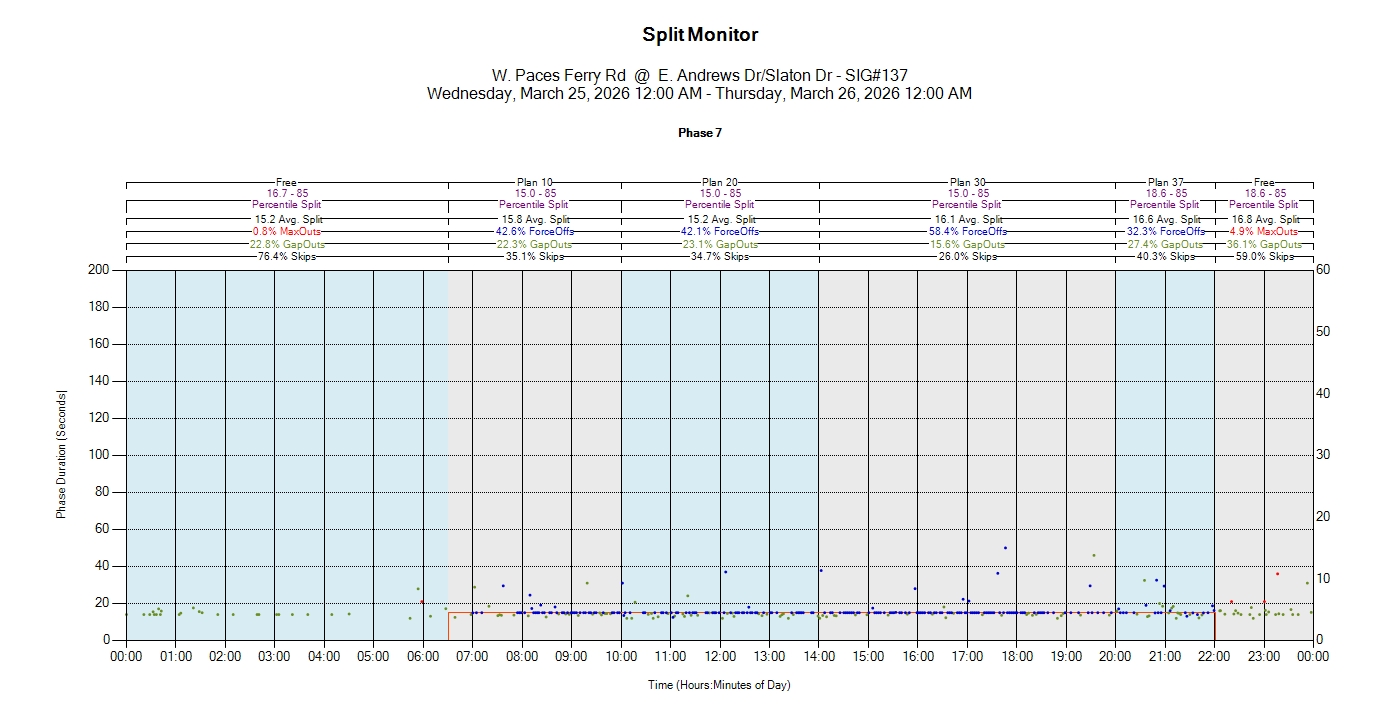 Split Monitor
W. Paces Ferry Rd @ E. Andrews Dr/Slaton Dr - SIG#137
Wednesday, March 25, 2026 12:00 AM - Thursday, March 26, 2026 12:00 AM
Phase 7
Free Plan 10 Plan 20 Plan 30 Plan 37 Free
16.7 - 85 15.0 - 85 15.0 - 85 15.0 - 85 18.6 - 85 18.6 - 85
Percentile Split Percentile Split Percentile Split Percentile Split Percentile Split Percentile Split
15.2 Avg. Split 15.8 Avg. Split 15.2 Avg. Split 16.1 Avg. Split 16.6 Avg. Split 16.8 Avg. Split
0.8% MaxOuts 42.6% ForceOffs 42.1% ForceOffs 58.4% ForceOffs 32.3% ForceOffs 4.9% MaxOuts
22.8% GapOuts 22.3% GapOuts 23.1% GapOuts 15.6% GapOuts 27.4% GapOuts 36.1% GapOuts
76.4% Skips 35.1% Skips 34.7% Skips 26.0% Skips 40.3% Skips 59.0% Skips
200 60
180
160 50
140
120 40
100 30
80
60 20
40 10
20
0 0
00:00 01:00 02:00 03:00 04:00 05:00 06:00 07:00 08:00 09:00 10:00 11:00 12:00 13:00 14:00 15:00 16:00 17:00 18:00 19:00 20:00 21:00 22:00 23:00 00:00
Phase Duration (Seconds)
Time (Hours:Minutes of Day)